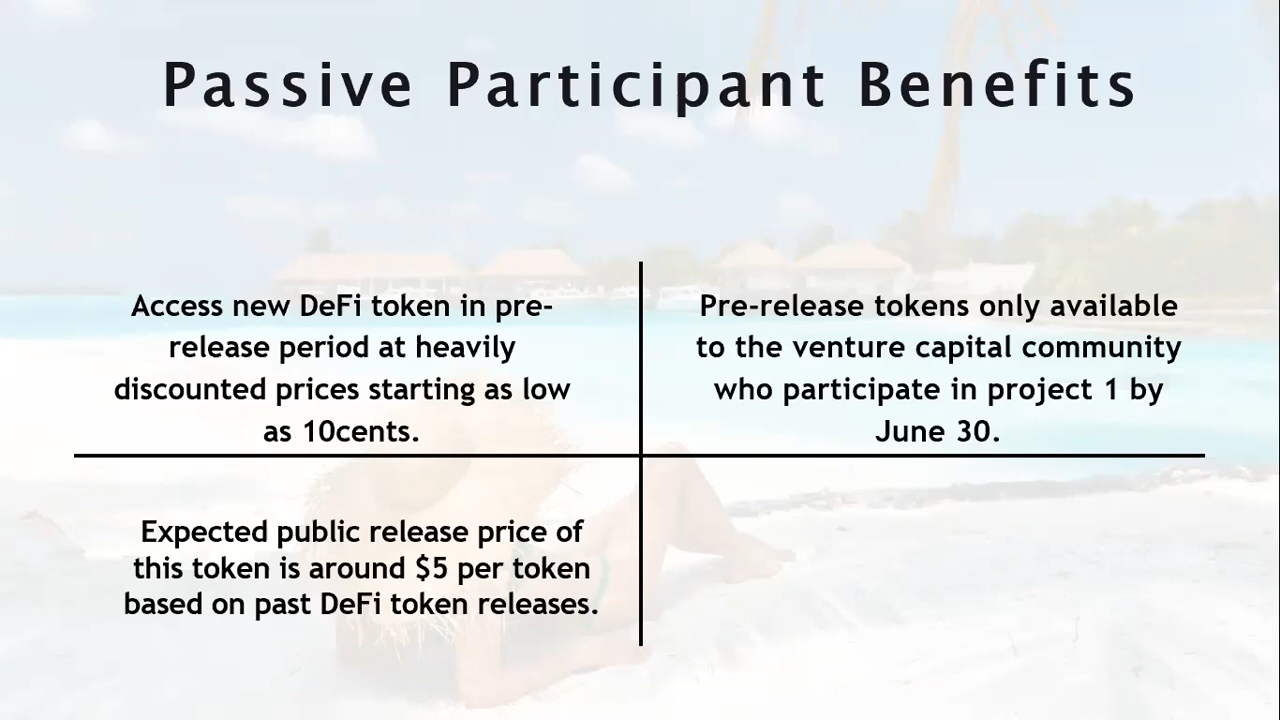 Passive Participant Benefits
Access new DeFi token in pre-
release period at heavily
discounted prices starting as low
as 10cents.
Pre-release tokens only available
to the venture capital community
who participate in project 1 by
June 30.
Expected public release price of
this token is around $5 per token
based on past DeFi token releases.